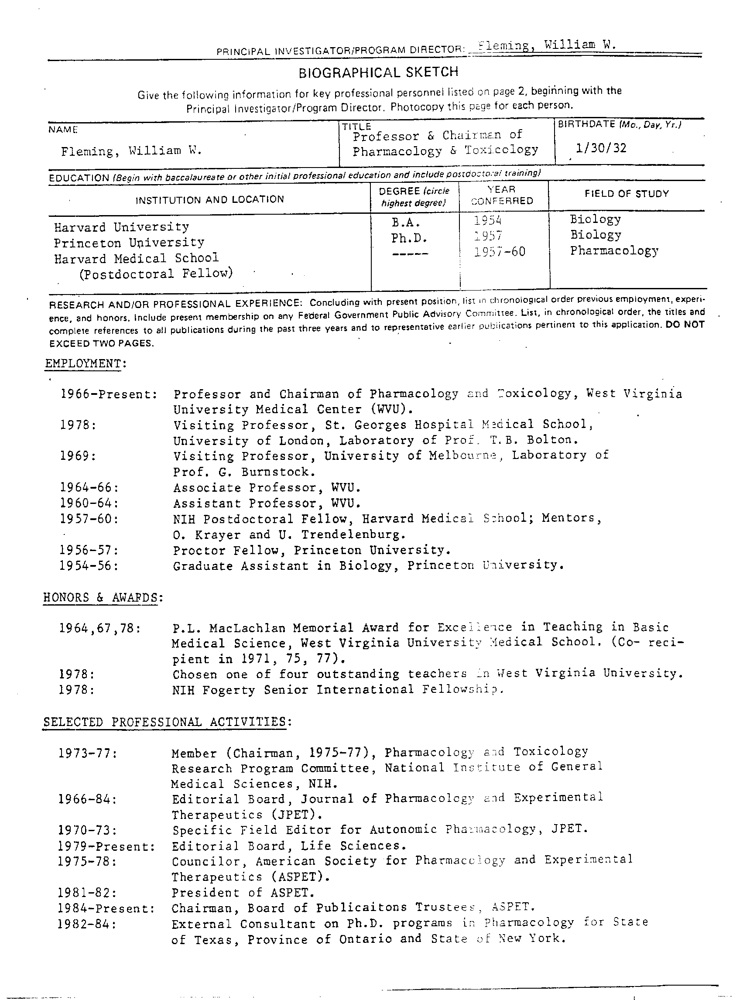 PRINCIPAL INVESTIGATOR/PROGRAM DIRECTOR: Fleming, William W.
BIOGRAPHICAL SKETCH
Give the following information for key professional personnel listed on page 2, beginning with the
Principal Investigator/Program Director. Photocopy this page for each person.
NAME
Fleming, William W.
TITLE
Professor & Chairman of
Pharmacology & Toxicology
BIRTHDATE (Mo., Day, Yr.)
1/30/32
EDUCATION (Begin with baccalaureate or other initial professional education and include postdoctoral training)
INSTITUTION AND LOCATION DEGREE (circle highest degree) YEAR CONFERRED FIELD OF STUDY
Harvard University B.A. 1954 Biology
Princeton University Ph.D. 1957 Biology
Harvard Medical School ----- 1957-60 Pharmacology
(Postdoctoral Fellow)
RESEARCH AND/OR PROFESSIONAL EXPERIENCE: Concluding with present position, list in chronological order previous employment, experi-
ence, and honors. Include present membership on any Federal Government Public Advisory Committee. List, in chronological order, the titles and
complete references to all publications during the past three years and to representative earlier publications pertinent to this application. DO NOT
EXCEED TWO PAGES.
EMPLOYMENT:
1966-Present: Professor and Chairman of Pharmacology and Toxicology, West Virginia
University Medical Center (WVU).
1978: Visiting Professor, St. Georges Hospital Medical School,
University of London, Laboratory of Prof. T.B. Bolton.
1969: Visiting Professor, University of Melbourne, Laboratory of
Prof. G. Burnstock.
1964-66: Associate Professor, WVU.
1960-64: Assistant Professor, WVU.
1957-60: NIH Postdoctoral Fellow, Harvard Medical School; Mentors,
O. Krayer and U. Trendelenburg.
1956-57: Proctor Fellow, Princeton University.
1954-56: Graduate Assistant in Biology, Princeton University.
HONORS & AWARDS:
1964,67,78: P.L. MacLachlan Memorial Award for Excellence in Teaching in Basic
Medical Science, West Virginia University Medical School. (Co- reci-
pient in 1971, 75, 77).
1978: Chosen one of four outstanding teachers in West Virginia University.
1978: NIH Fogerty Senior International Fellowship.
SELECTED PROFESSIONAL ACTIVITIES:
1973-77: Member (Chairman, 1975-77), Pharmacology and Toxicology
Research Program Committee, National Institute of General
Medical Sciences, NIH.
1966-84: Editorial Board, Journal of Pharmacology and Experimental
Therapeutics (JPET).
1970-73: Specific Field Editor for Autonomic Pharmacology, JPET.
1979-Present: Editorial Board, Life Sciences.
1975-78: Councilor, American Society for Pharmacology and Experimental
Therapeutics (ASPET).
1981-82: President of ASPET.
1984-Present: Chairman, Board of Publicaitons Trustees, ASPET.
1982-84: External Consultant on Ph.D. programs in Pharmacology for State
of Texas, Province of Ontario and State of New York.